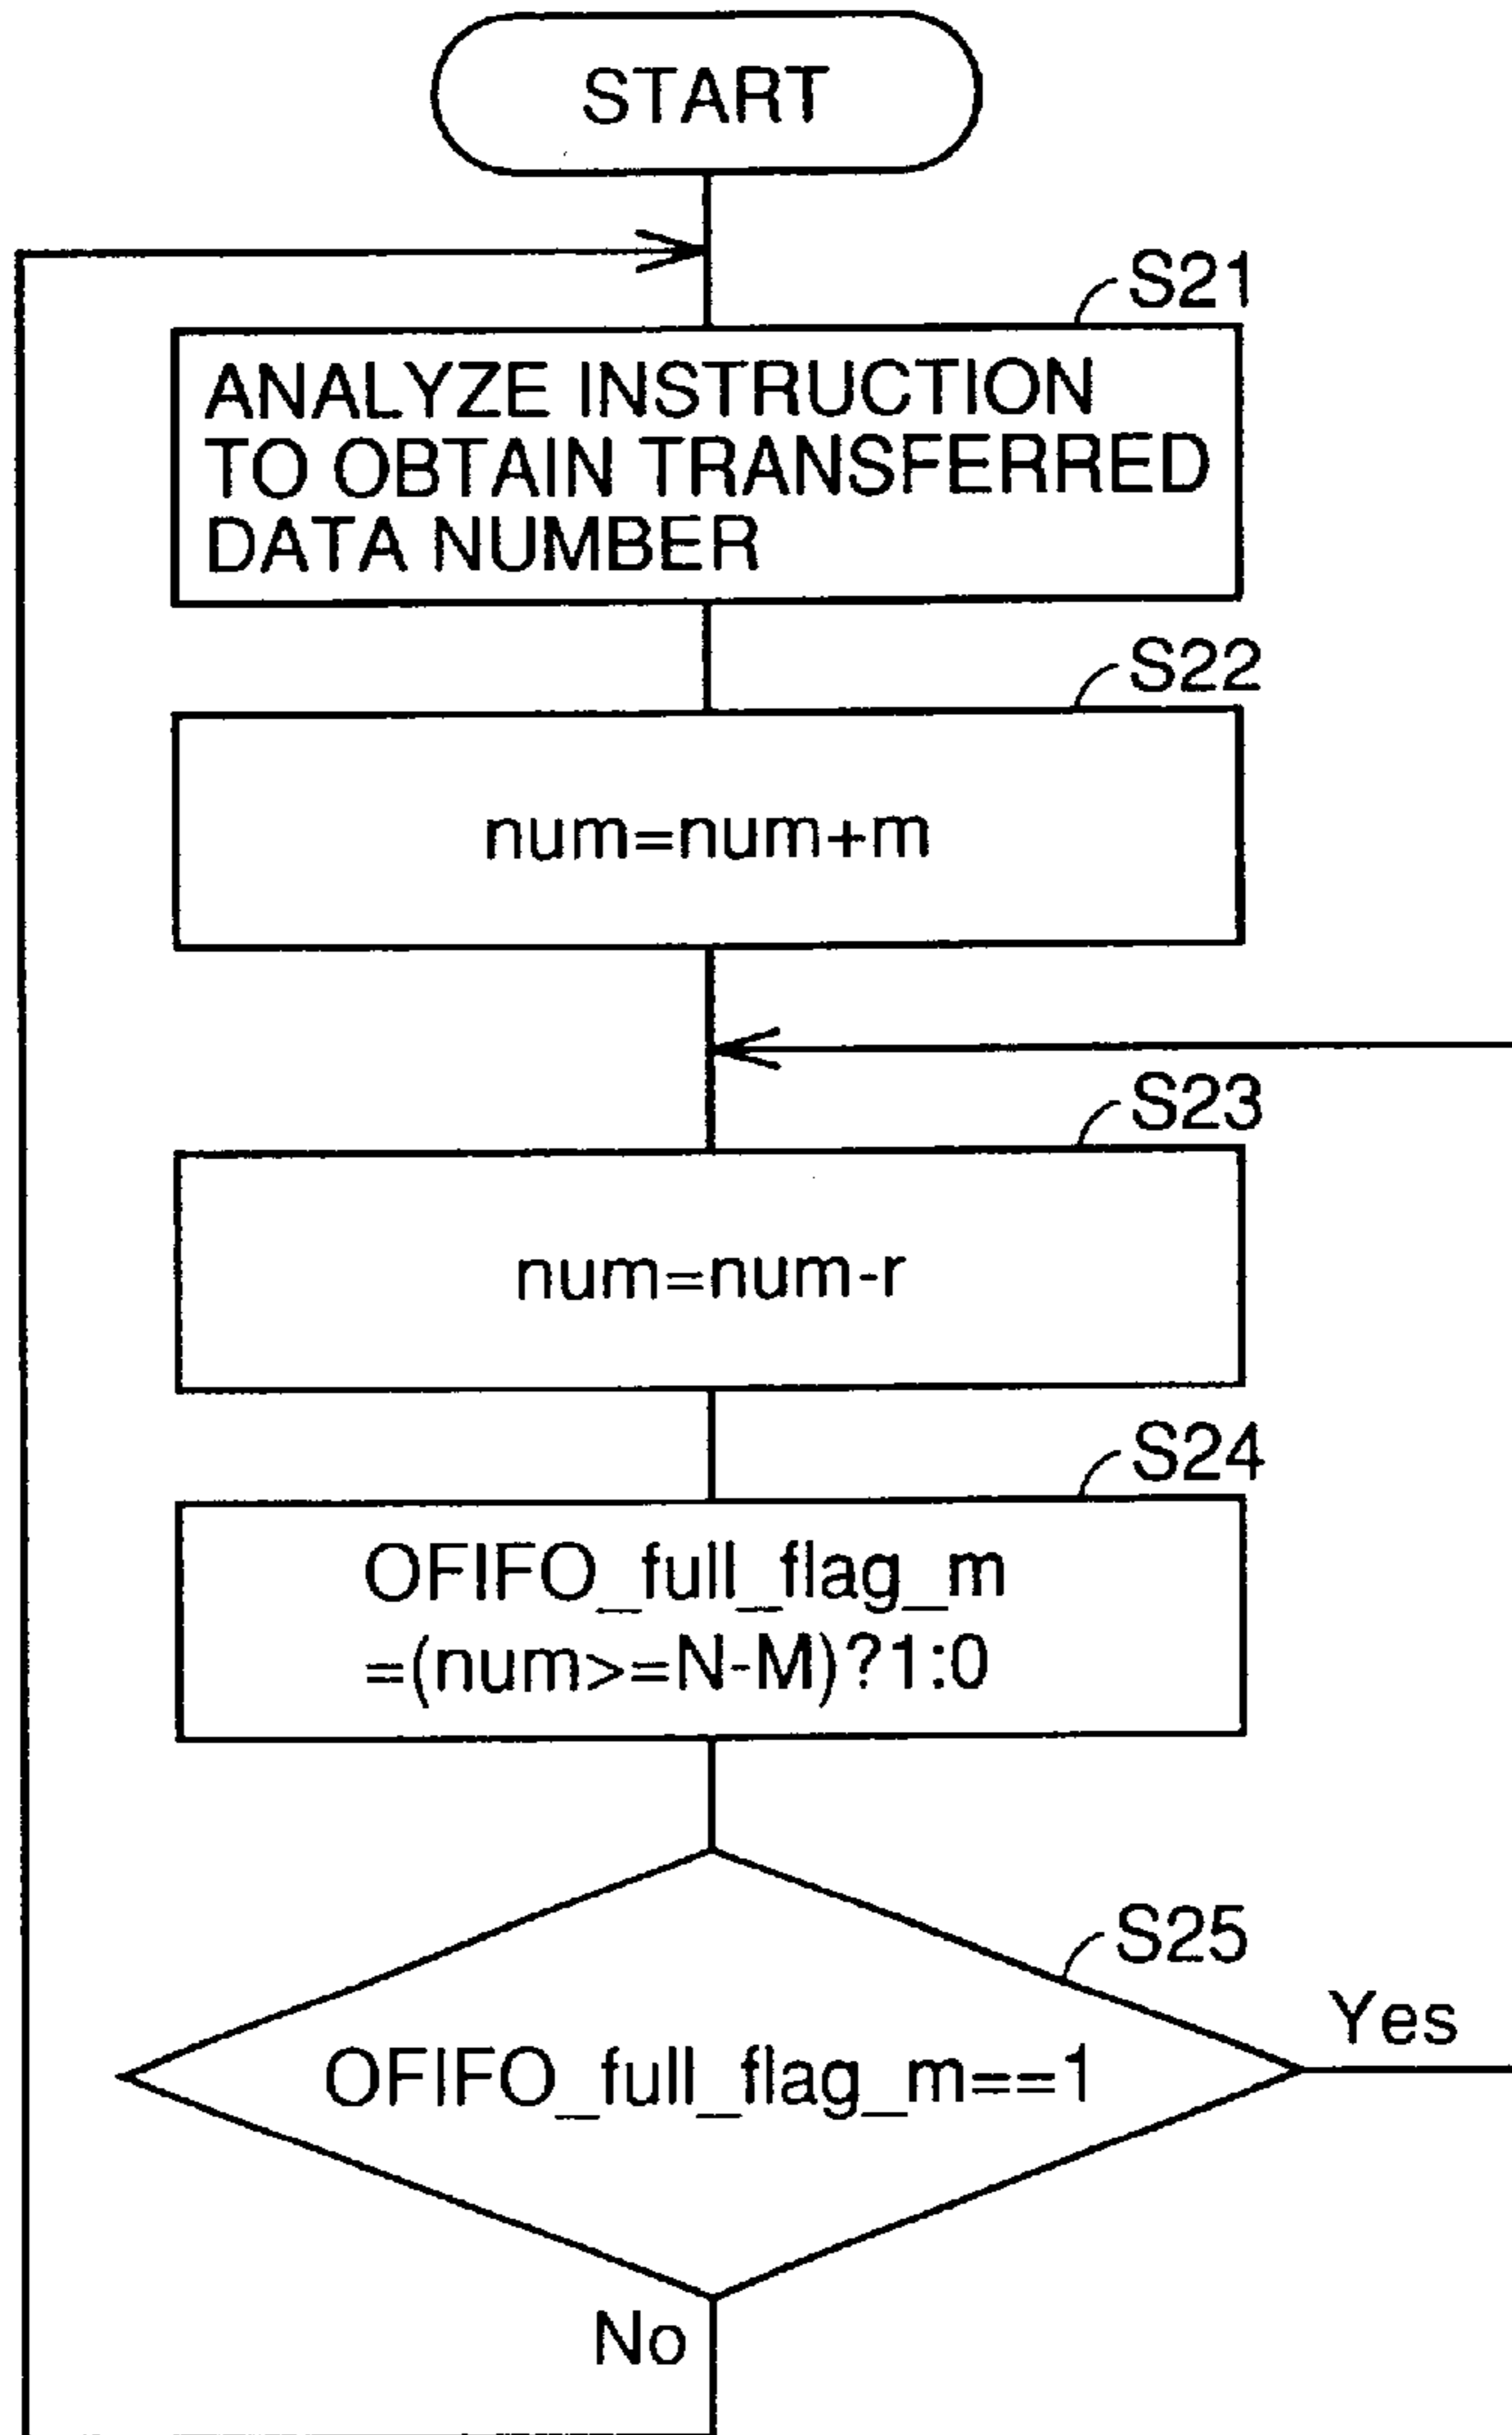 START
S21
ANALYZE INSTRUCTION
TO OBTAIN TRANSFERRED
DATA NUMBER
S22
num=num+m
S23
num=num-r
S24
OFIFO_full_flag_m
=(num>=N-M)?1:0
S25
OFIFO_full_flag_m==1
Yes
No